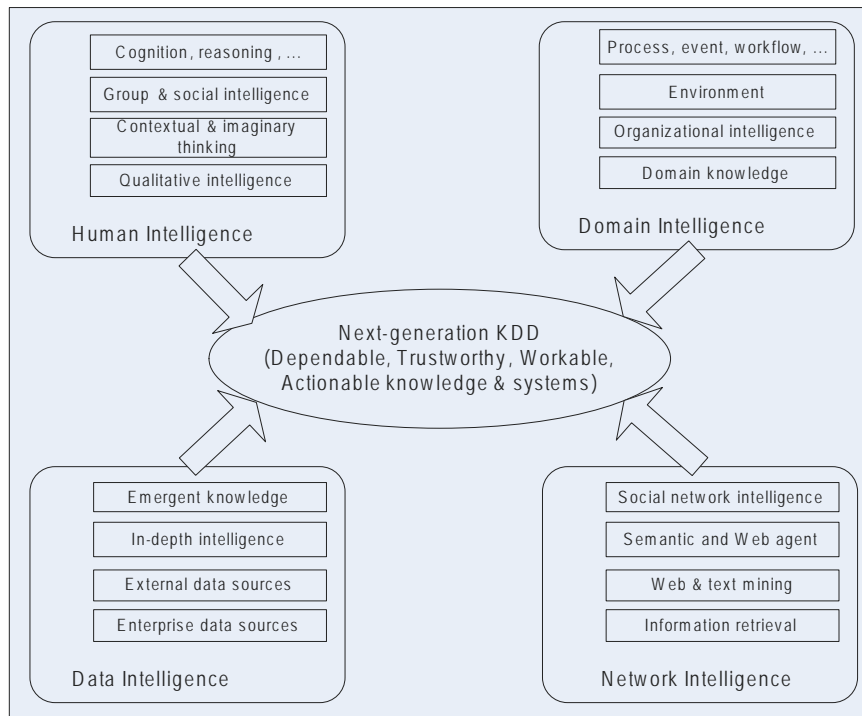 Cognition, reasoning , ...
Group & social intelligence
Contextual & imaginary
thinking
Qualitative intelligence
Human Intelligence
Process, event, workflow, ...
Environment
Organizational intelligence
Domain knowledge
Domain Intelligence
Next-generation KDD
(Dependable, Trustworthy, Workable,
Actionable knowledge & systems)
Emergent knowledge
In-depth intelligence
External data sources
Enterprise data sources
Data Intelligence
Social network intelligence
Semantic and Web agent
Web & text mining
Information retrieval
Network Intelligence